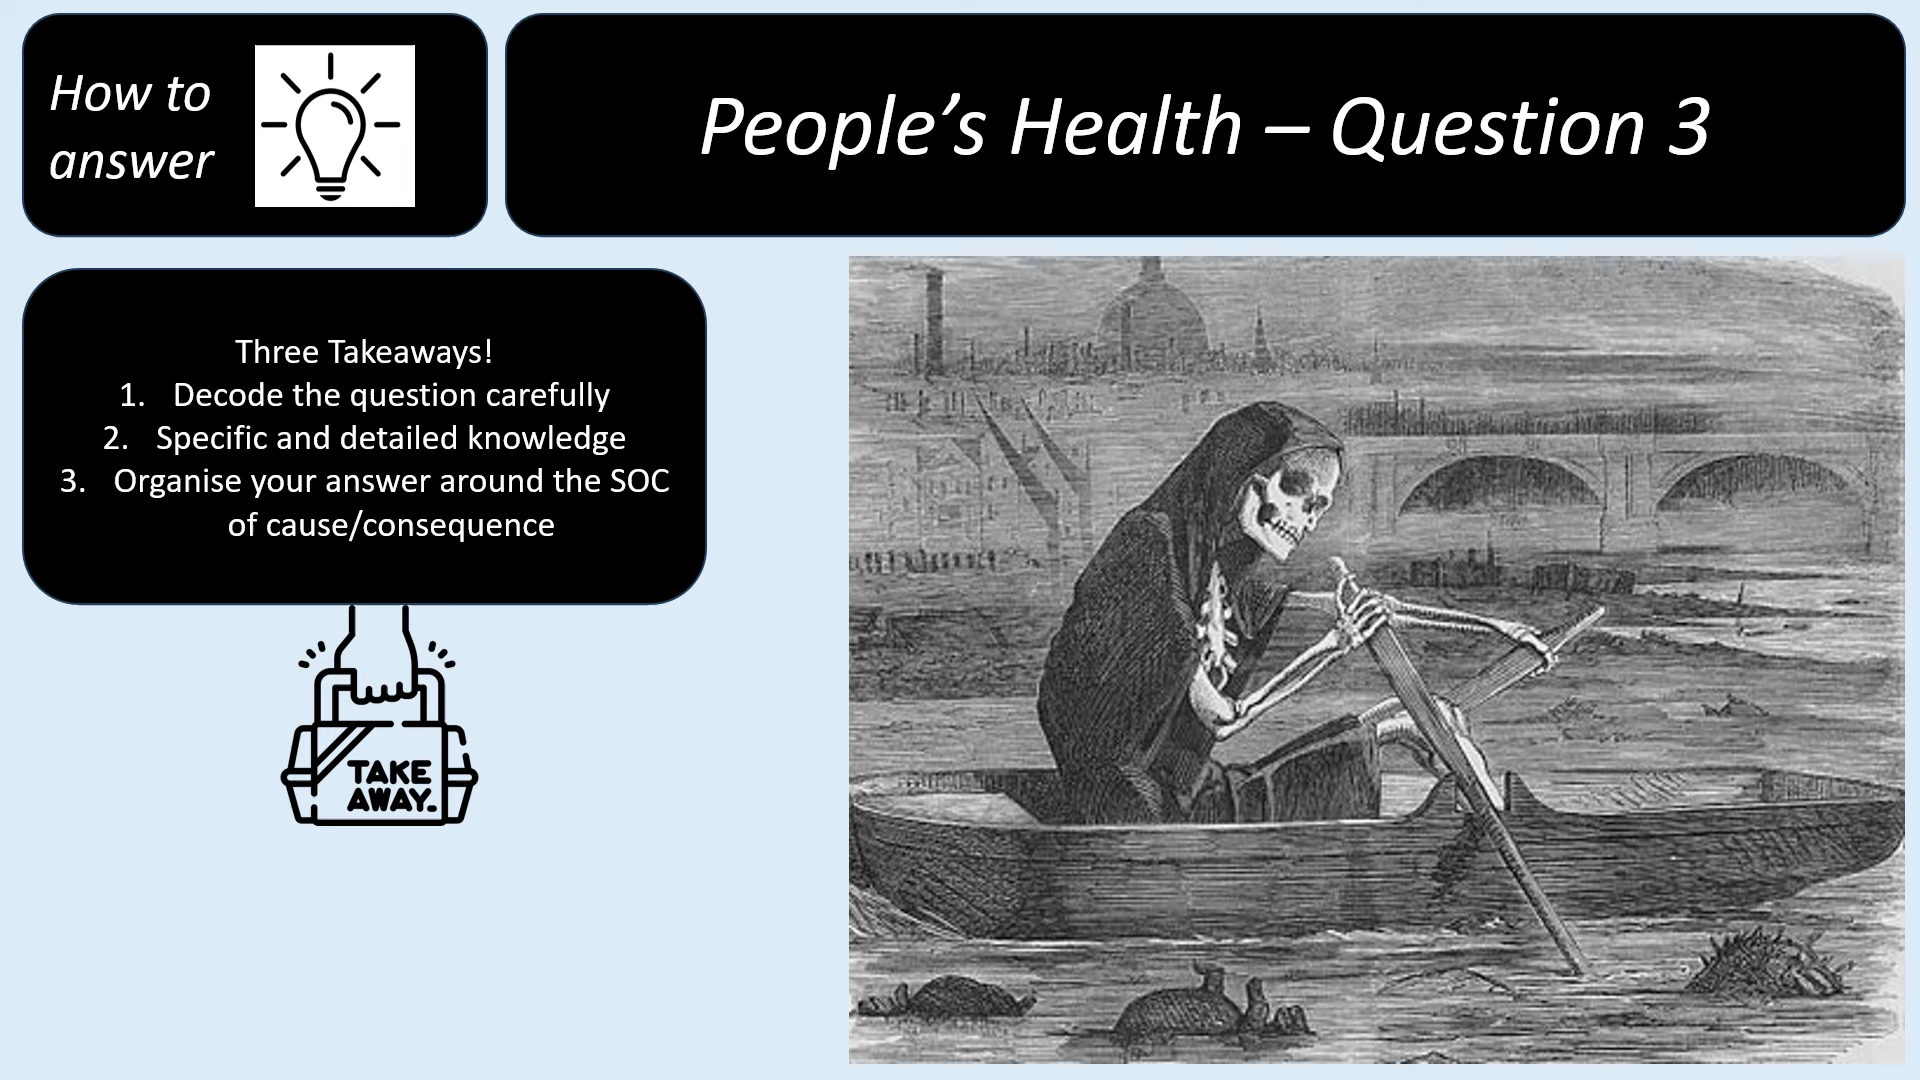 How to
answer
People’s Health – Question 3
Three Takeaways!
1. Decode the question carefully
2. Specific and detailed knowledge
3. Organise your answer around the SOC
of cause/consequence
TAKE
AWAY.